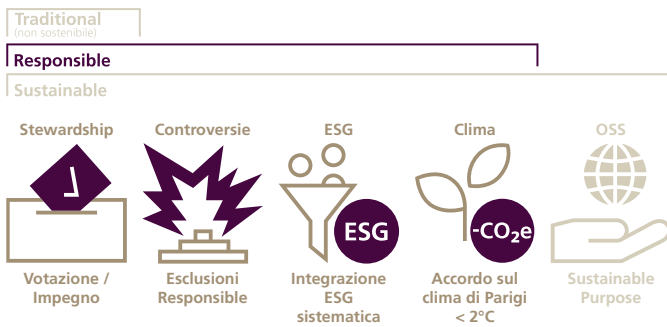 Traditional
(non sostenibile)
Responsible
Sustainable
Stewardship
Controversie
ESG
Clima
OSS
ESG
-CO₂e
Votazione /
Impegno
Esclusioni
Responsible
Integrazione
ESG
sistematica
Accordo sul
clima di Parigi
< 2°C
Sustainable
Purpose